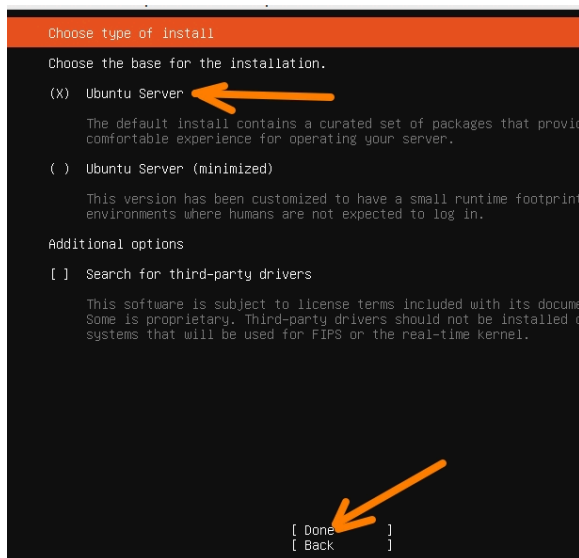 Choose type of install
Choose the base for the installation.
(X) Ubuntu Server
The default install contains a curated set of packages that
comfortable experience for operating your server.
( ) Ubuntu Server (minimized)
This version has been customized to have a small runtime footprint
environments where humans are not expected to log in.
Additional options
[ ] Search for third-party drivers
This software is subject to license terms included with its
Some is proprietary. Third-party drivers should not be installed
systems that will be used for FIPS or the real-time kernel.
[ Done ]
[ Back ]